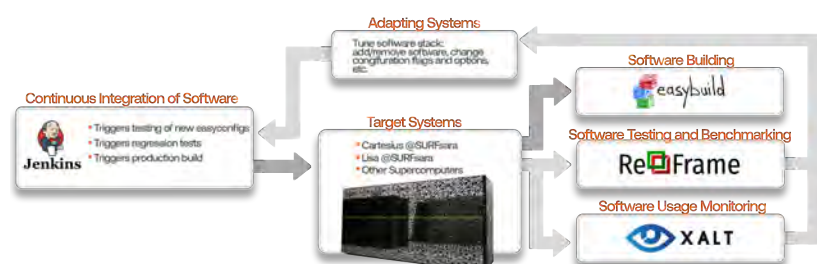 Adapting Systems
Tune software stack:
add/remove software, change
congifuration flags and options,
etc.
Continuous Integration of Software
Jenkins
Triggers testing of new easyconfigs
Triggers regression tests
Triggers production build
Target Systems
Cartesius @SURFsara
Lisa @SURFsara
Other Supercomputers
Software Building
easybuild
Software Testing and Benchmarking
ReFrame
Software Usage Monitoring
XALT